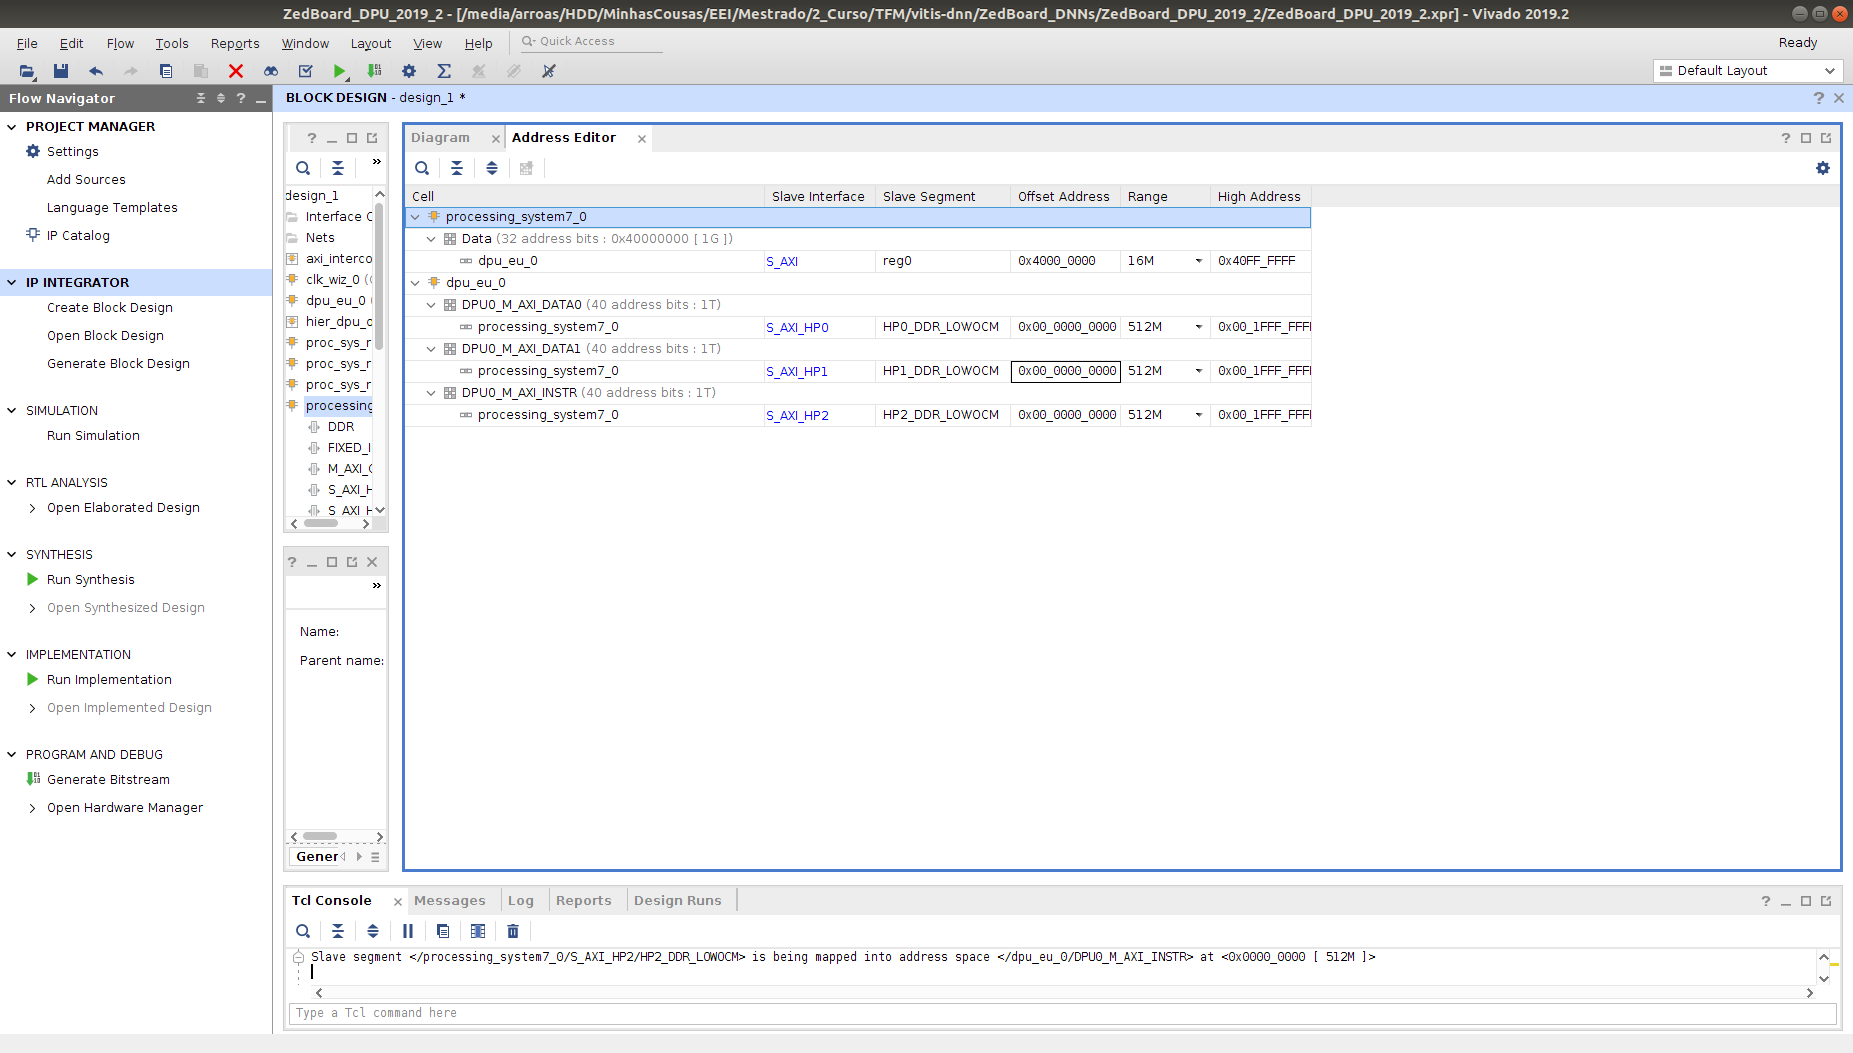 ZedBoard_DPU_2019_2 - [/media/arroas/HDD/MinhasCousas/EEI/Mestrado/2_Curso/TFM/vitis-dnn/ZedBoard_DNNs/ZedBoard_DPU_2019_2/ZedBoard_DPU_2019_2.xpr] - Vivado 2019.2
File Edit Flow Tools Reports Window Layout View Help Quick Access Ready
Default Layout
Flow Navigator
PROJECT MANAGER
Settings
Add Sources
Language Templates
IP Catalog
IP INTEGRATOR
Create Block Design
Open Block Design
Generate Block Design
SIMULATION
Run Simulation
RTL ANALYSIS
Open Elaborated Design
SYNTHESIS
Run Synthesis
Open Synthesized Design
IMPLEMENTATION
Run Implementation
Open Implemented Design
PROGRAM AND DEBUG
Generate Bitstream
Open Hardware Manager
BLOCK DESIGN - design_1 *
design_1
Interface C
Nets
axi_interco
clk_wiz_0 (
dpu_eu_0 (
hier_dpu_c
proc_sys_r
proc_sys_r
proc_sys_r
processing
DDR
FIXED_I
M_AXI_G
S_AXI_H
S_AXI_H
Name:
Parent name:
Gener
Diagram Address Editor
Cell Slave Interface Slave Segment Offset Address Range High Address
processing_system7_0
Data (32 address bits : 0x40000000 [ 1G ])
dpu_eu_0 S_AXI reg0 0x4000_0000 16M 0x40FF_FFFF
dpu_eu_0
DPU0_M_AXI_DATA0 (40 address bits : 1T)
processing_system7_0 S_AXI_HP0 HP0_DDR_LOWOCM 0x00_0000_0000 512M 0x00_1FFF_FFF
DPU0_M_AXI_DATA1 (40 address bits : 1T)
processing_system7_0 S_AXI_HP1 HP1_DDR_LOWOCM 0x00_0000_0000 512M 0x00_1FFF_FFF
DPU0_M_AXI_INSTR (40 address bits : 1T)
processing_system7_0 S_AXI_HP2 HP2_DDR_LOWOCM 0x00_0000_0000 512M 0x00_1FFF_FFF
Tcl Console Messages Log Reports Design Runs
Slave segment </processing_system7_0/S_AXI_HP2/HP2_DDR_LOWOCM> is being mapped into address space </dpu_eu_0/DPU0_M_AXI_INSTR> at <0x0000_0000 [ 512M ]>
Type a Tcl command here